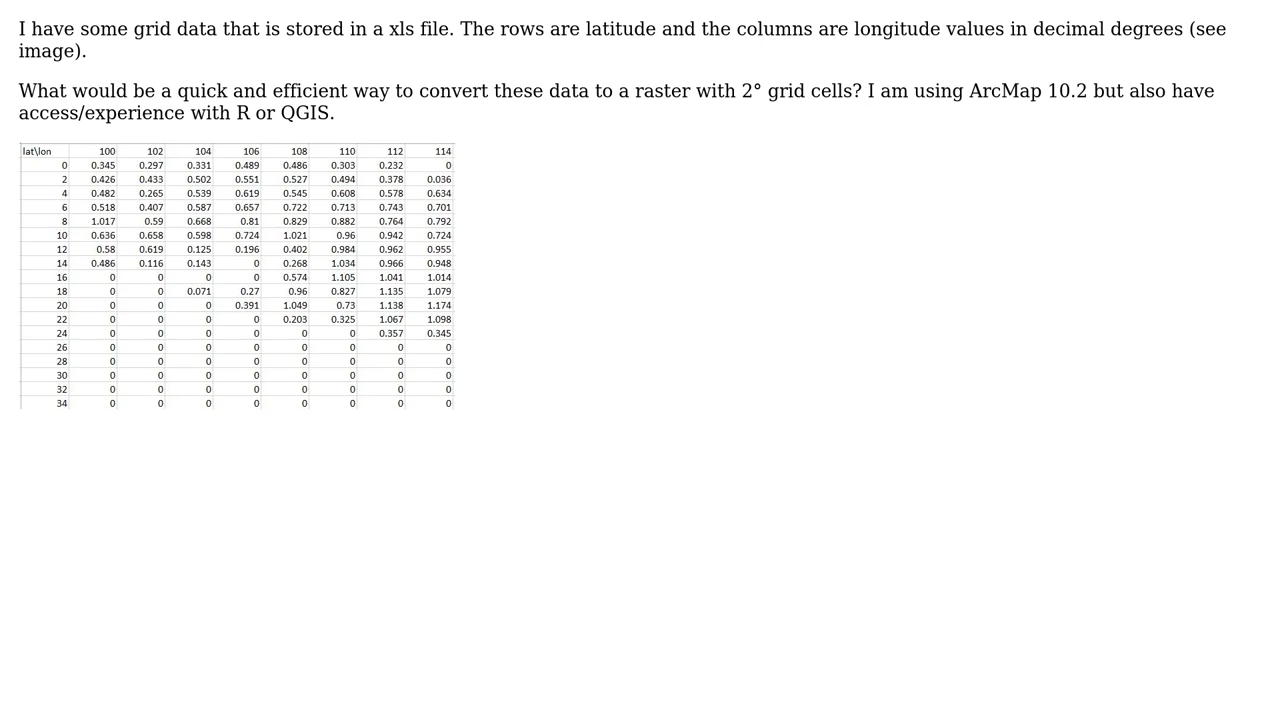 I have some grid data that is stored in a xls file. The rows are latitude and the columns are longitude values in decimal degrees (see
image).
What would be a quick and efficient way to convert these data to a raster with 2° grid cells? I am using ArcMap 10.2 but also have
access/experience with R or QGIS.
lat\lon 100 102 104 106 108 110 112 114
0 0.345 0.297 0.331 0.489 0.486 0.303 0.232 0
2 0.426 0.433 0.502 0.551 0.527 0.494 0.378 0.036
4 0.482 0.265 0.539 0.619 0.545 0.608 0.578 0.634
6 0.518 0.407 0.587 0.657 0.722 0.713 0.743 0.701
8 1.017 0.59 0.668 0.81 0.829 0.882 0.764 0.792
10 0.636 0.658 0.598 0.724 1.021 0.96 0.942 0.724
12 0.58 0.619 0.125 0.196 0.402 0.984 0.962 0.955
14 0.486 0.116 0.143 0 0.268 1.034 0.966 0.948
16 0 0 0 0 0.574 1.105 1.041 1.014
18 0 0 0.071 0.27 0.96 0.827 1.135 1.079
20 0 0 0 0.391 1.049 0.73 1.138 1.174
22 0 0 0 0 0.203 0.325 1.067 1.098
24 0 0 0 0 0 0 0.357 0.345
26 0 0 0 0 0 0 0 0
28 0 0 0 0 0 0 0 0
30 0 0 0 0 0 0 0 0
32 0 0 0 0 0 0 0 0
34 0 0 0 0 0 0 0 0